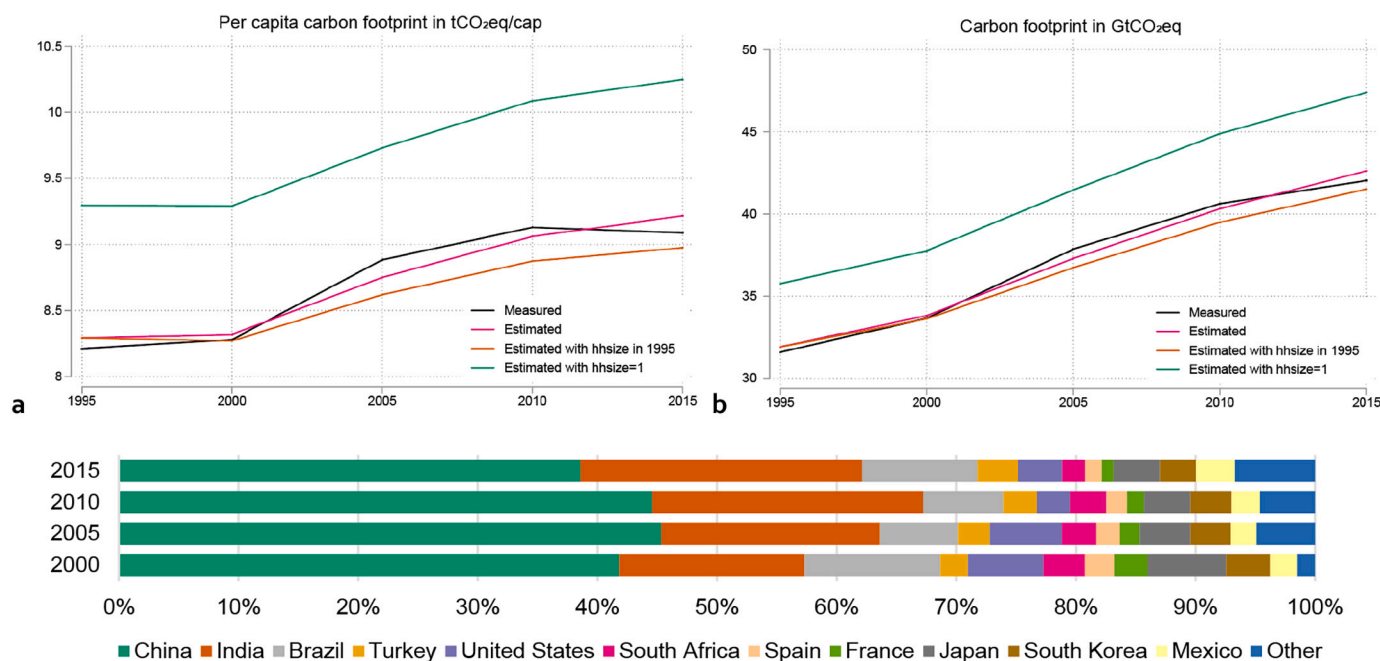 Per capita carbon footprint in tCO₂eq/cap
10.5
10
9.5
9
8.5
8
Measured
Estimated
Estimated with hhsize in 1995
Estimated with hhsize=1
1995 2000 2005 2010 2015
a
Carbon footprint in GtCO₂eq
50
45
40
35
30
Measured
Estimated
Estimated with hhsize in 1995
Estimated with hhsize=1
1995 2000 2005 2010 2015
b
2015
2010
2005
2000
0% 10% 20% 30% 40% 50% 60% 70% 80% 90% 100%
China India Brazil Turkey United States South Africa Spain France Japan South Korea Mexico Other